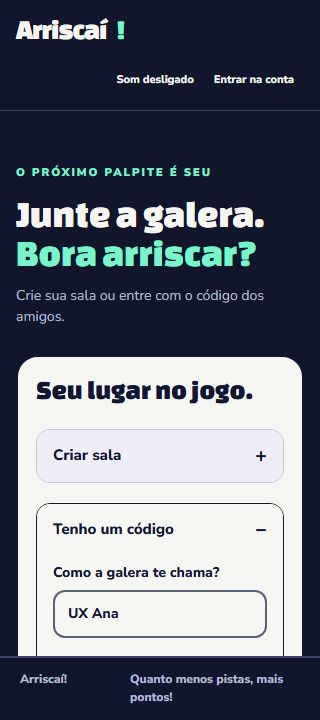 Arriscaí !
Som desligado Entrar na conta
O PRÓXIMO PALPITE É SEU
Junte a galera.
Bora arriscar?
Crie sua sala ou entre com o código dos
amigos.
Seu lugar no jogo.
Criar sala +
Tenho um código −
Como a galera te chama?
UX Ana
Arriscaí! Quanto menos pistas, mais
pontos!